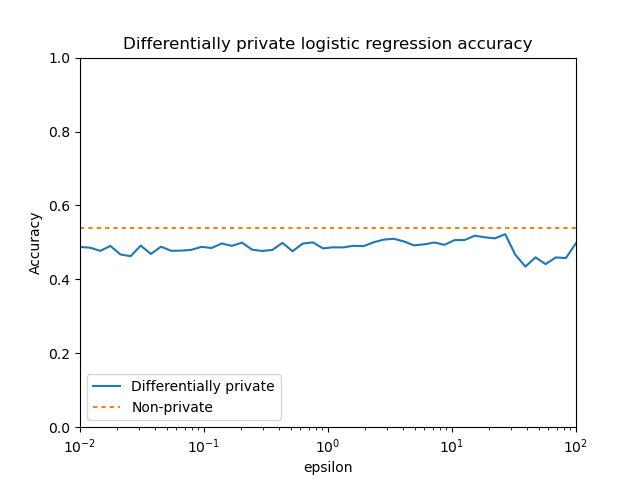 Differentially private logistic regression accuracy
1.0
0.8
0.6
0.4
0.2
0.0
Accuracy
Differentially private
Non-private
10⁻²
10⁻¹
10⁰
10¹
10²
epsilon